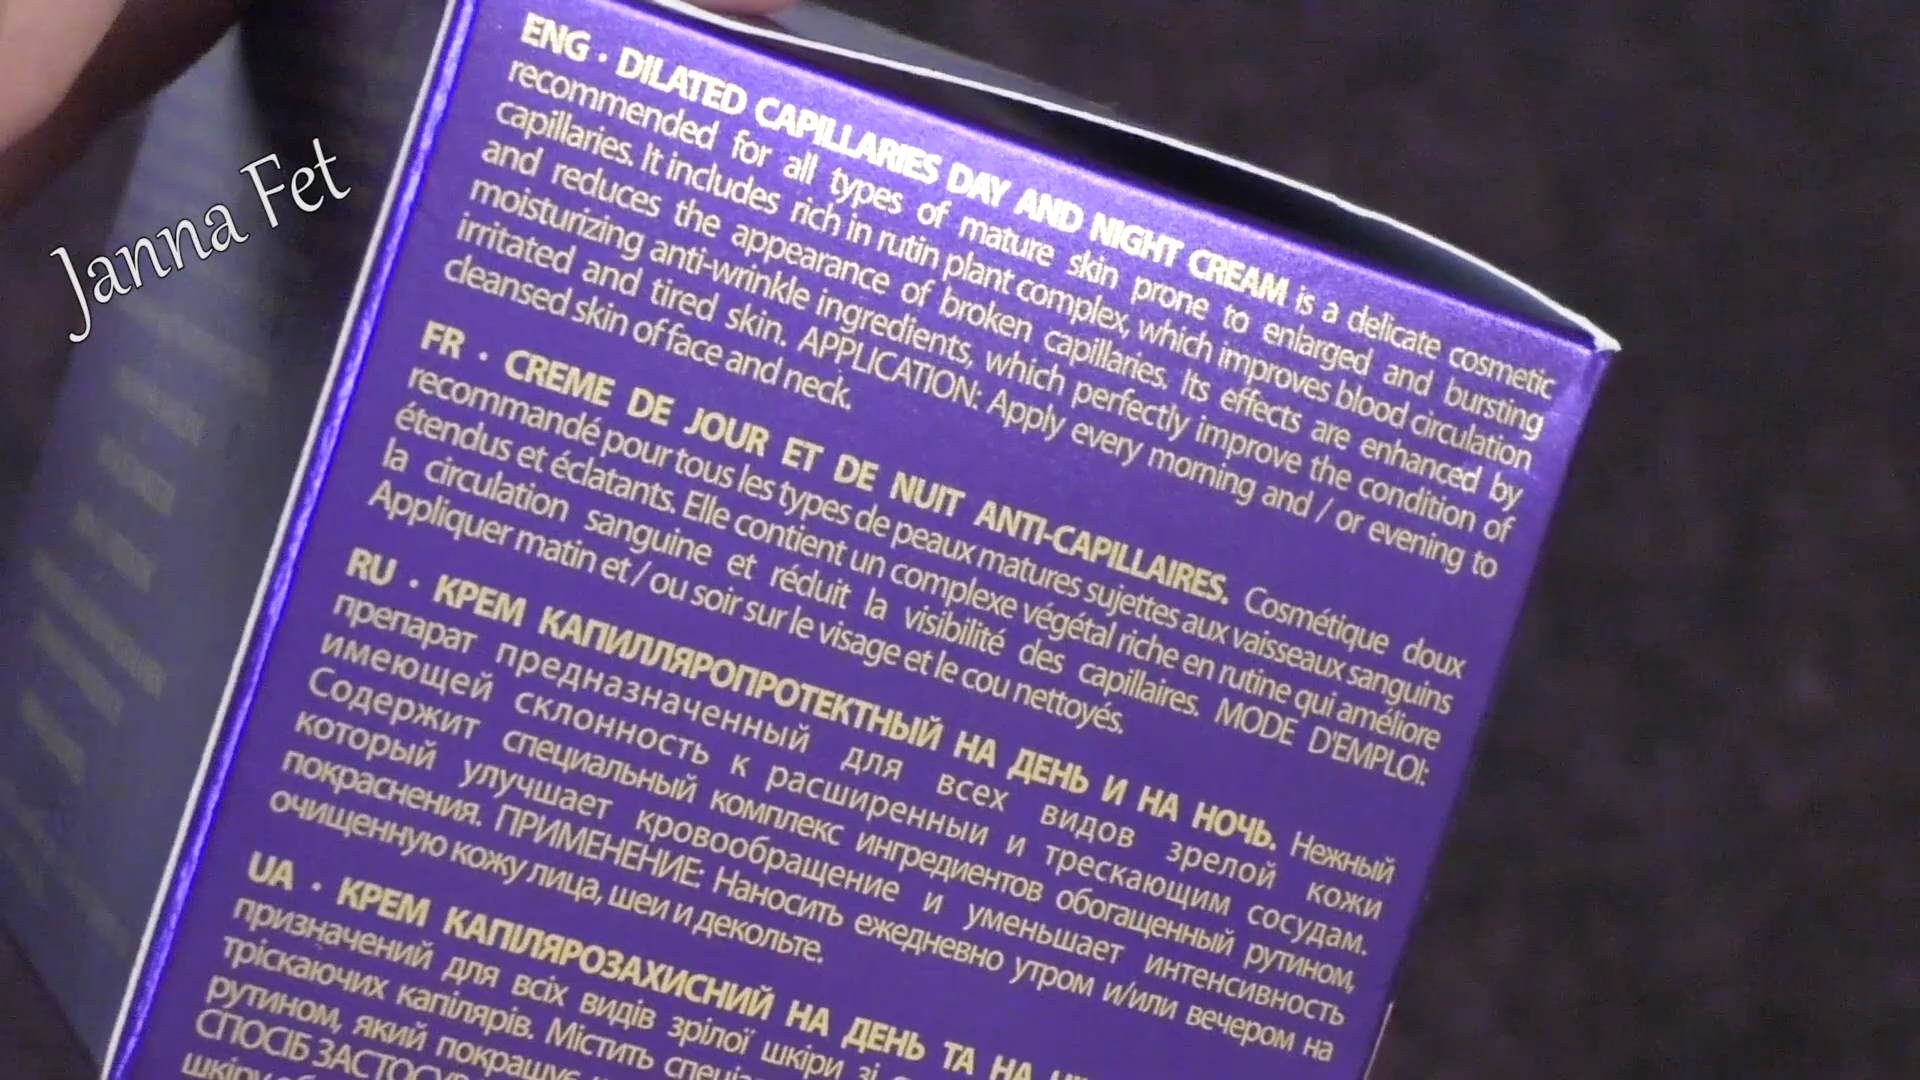 Janna Fet
ENG · DILATED CAPILLARIES DAY AND NIGHT CREAM is a delicate cosmetic
recommended for all types of mature skin prone to enlarged and bursting
capillaries. It includes rich in rutin plant complex, which improves blood circulation
and reduces the appearance of broken capillaries. Its effects are enhanced by
moisturizing anti-wrinkle ingredients, which perfectly improve the condition of
irritated and tired skin. APPLICATION: Apply every morning and / or evening to
cleansed skin of face and neck.
FR · CREME DE JOUR ET DE NUIT ANTI-CAPILLAIRES. Cosmétique doux
recommandé pour tous les types de peaux matures sujettes aux vaisseaux sanguins
étendus et éclatants. Elle contient un complexe végétal riche en rutine qui améliore
la circulation sanguine et réduit la visibilité des capillaires. MODE D'EMPLOI:
Appliquer matin et / ou soir sur le visage et le cou nettoyés.
RU · КРЕМ КАПИЛЛЯРОПРОТЕКТНЫЙ НА ДЕНЬ И НА НОЧЬ. Нежный
препарат предназначенный для всех видов зрелой кожи
имеющей склонность к расширенныи и трескающим сосудам.
Содержит специальный комплекс ингредиентов обогащенный рутином,
который улучшает кровообращение и уменьшает интенсивность
покраснения. ПРИМЕНЕНИЕ: Наносить ежедневно утром и/или вечером на
очищенную кожу лица, шеи и декольте.
UA · КРЕМ КАПІЛЯРОЗАХИСНИЙ НА ДЕНЬ ТА НА
призначений для всіх видів зрілої шкіри зі
тріскаючих капілярів. Містить
рутином, який покращує
СПОСІБ
шкіру